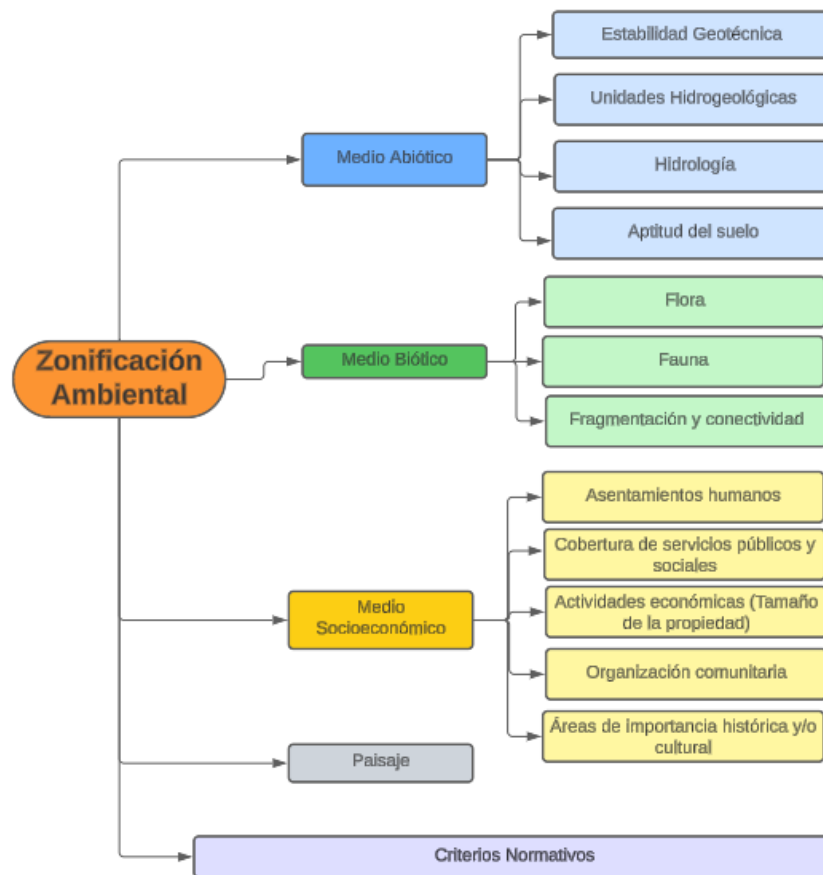 Zonificación
Ambiental
Medio Abiótico
Estabilidad Geotécnica
Unidades Hidrogeológicas
Hidrología
Aptitud del suelo
Medio Biótico
Flora
Fauna
Fragmentación y conectividad
Medio
Socioeconómico
Asentamientos humanos
Cobertura de servicios públicos y
sociales
Actividades económicas (Tamaño
de la propiedad)
Organización comunitaria
Áreas de importancia histórica y/o
cultural
Paisaje
Criterios Normativos